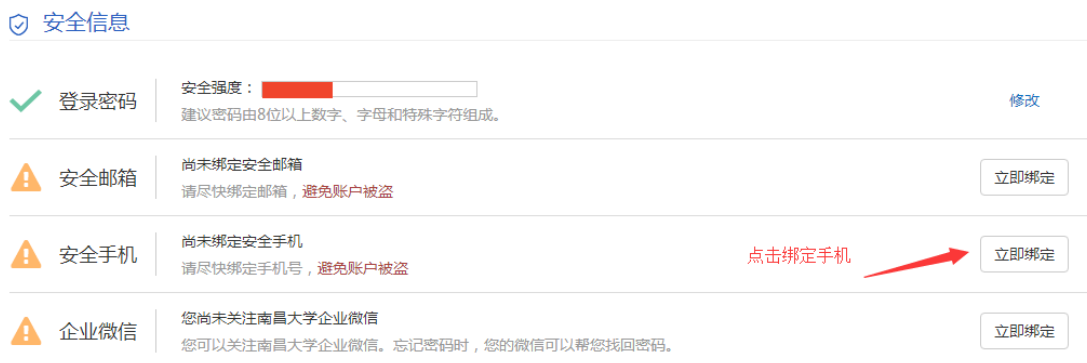 安全信息
登录密码
安全强度：
建议密码由8位以上数字、字母和特殊字符组成。
修改
安全邮箱
尚未绑定安全邮箱
请尽快绑定邮箱，避免账户被盗
立即绑定
安全手机
尚未绑定安全手机
请尽快绑定手机号，避免账户被盗
点击绑定手机
立即绑定
企业微信
您尚未关注南昌大学企业微信
您可以关注南昌大学企业微信。忘记密码时，您的微信可以帮您找回密码。
立即绑定